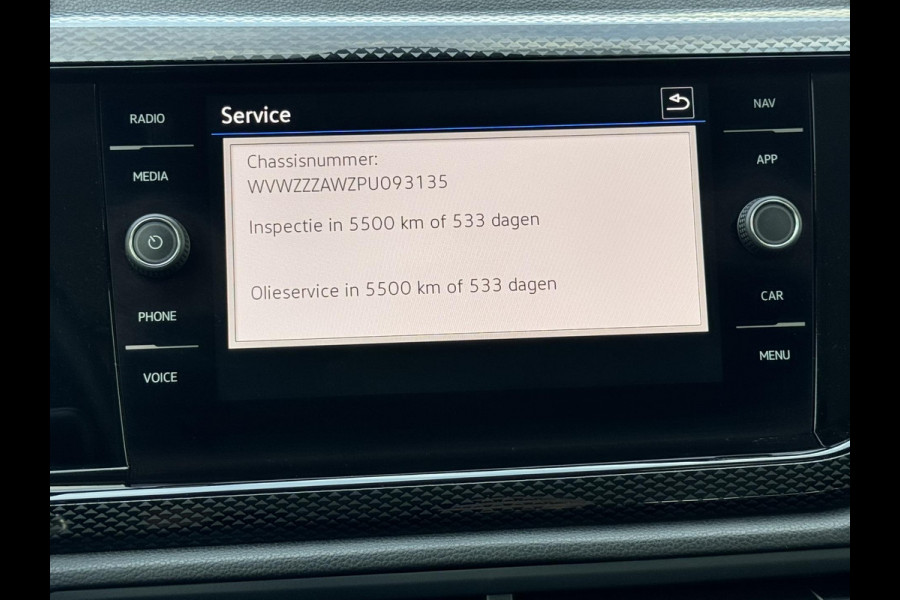 RADIO
MEDIA
PHONE
VOICE
Service
Chassisnummer:
WVWZZZAWZPU093135
Inspectie in 5500 km of 533 dagen
Olieservice in 5500 km of 533 dagen
NAV
APP
CAR
MENU